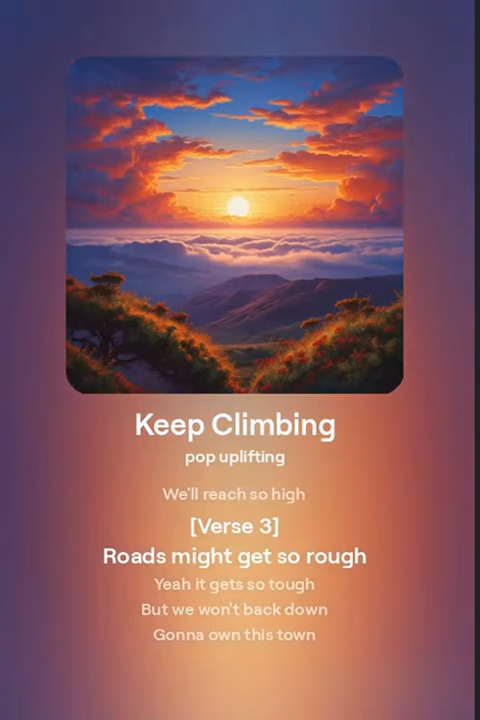 Keep Climbing
pop uplifting
We'll reach so high
[Verse 3]
Roads might get so rough
Yeah it gets so tough
But we won't back down
Gonna own this town